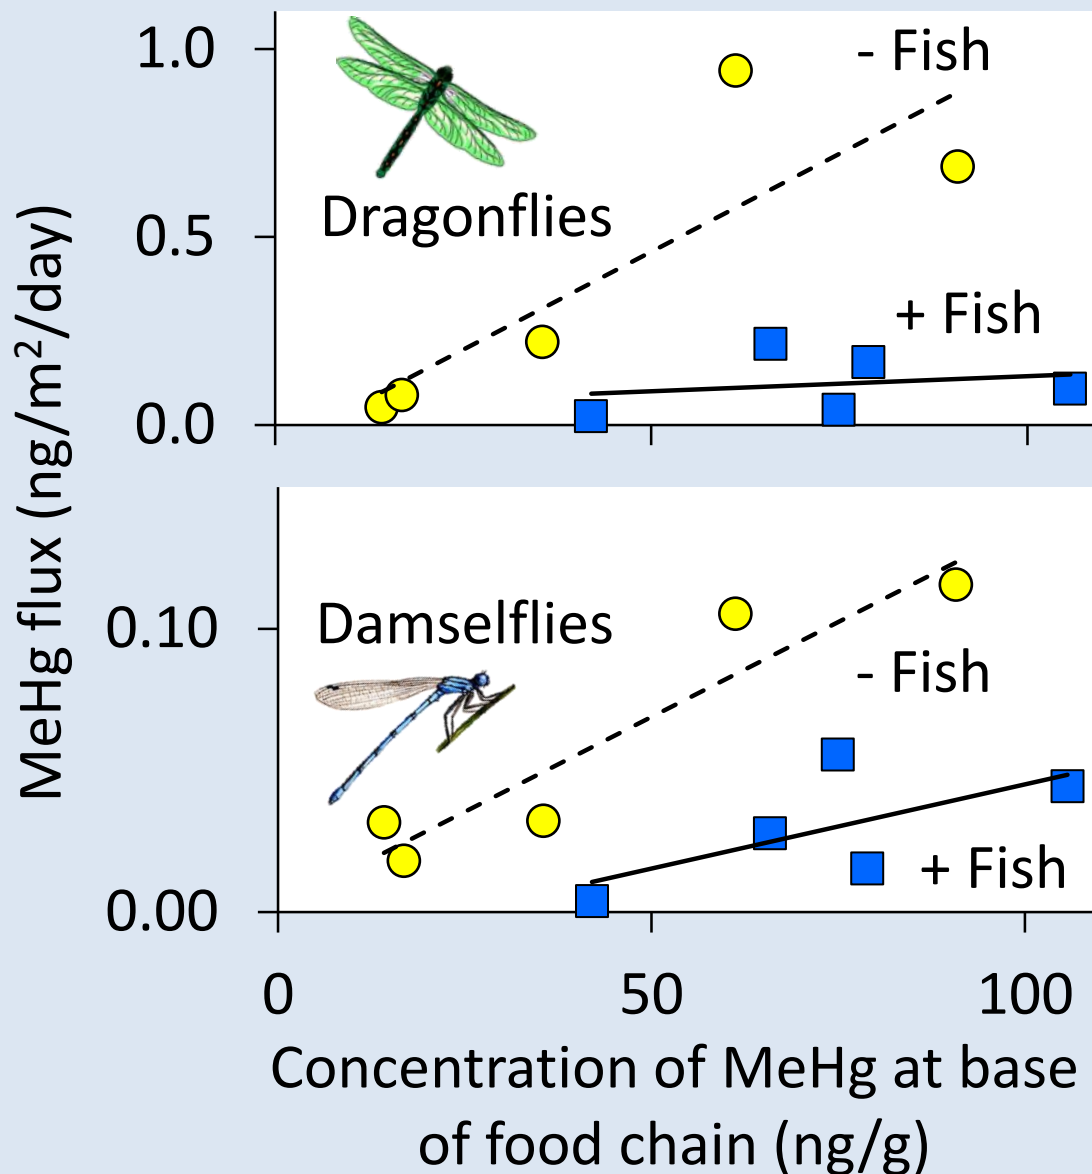 MeHg flux (ng/m²/day)
1.0
0.5
0.0
- Fish
Dragonflies
+ Fish
0.10
0.00
Damselflies
- Fish
+ Fish
0 50 100
Concentration of MeHg at base
of food chain (ng/g)